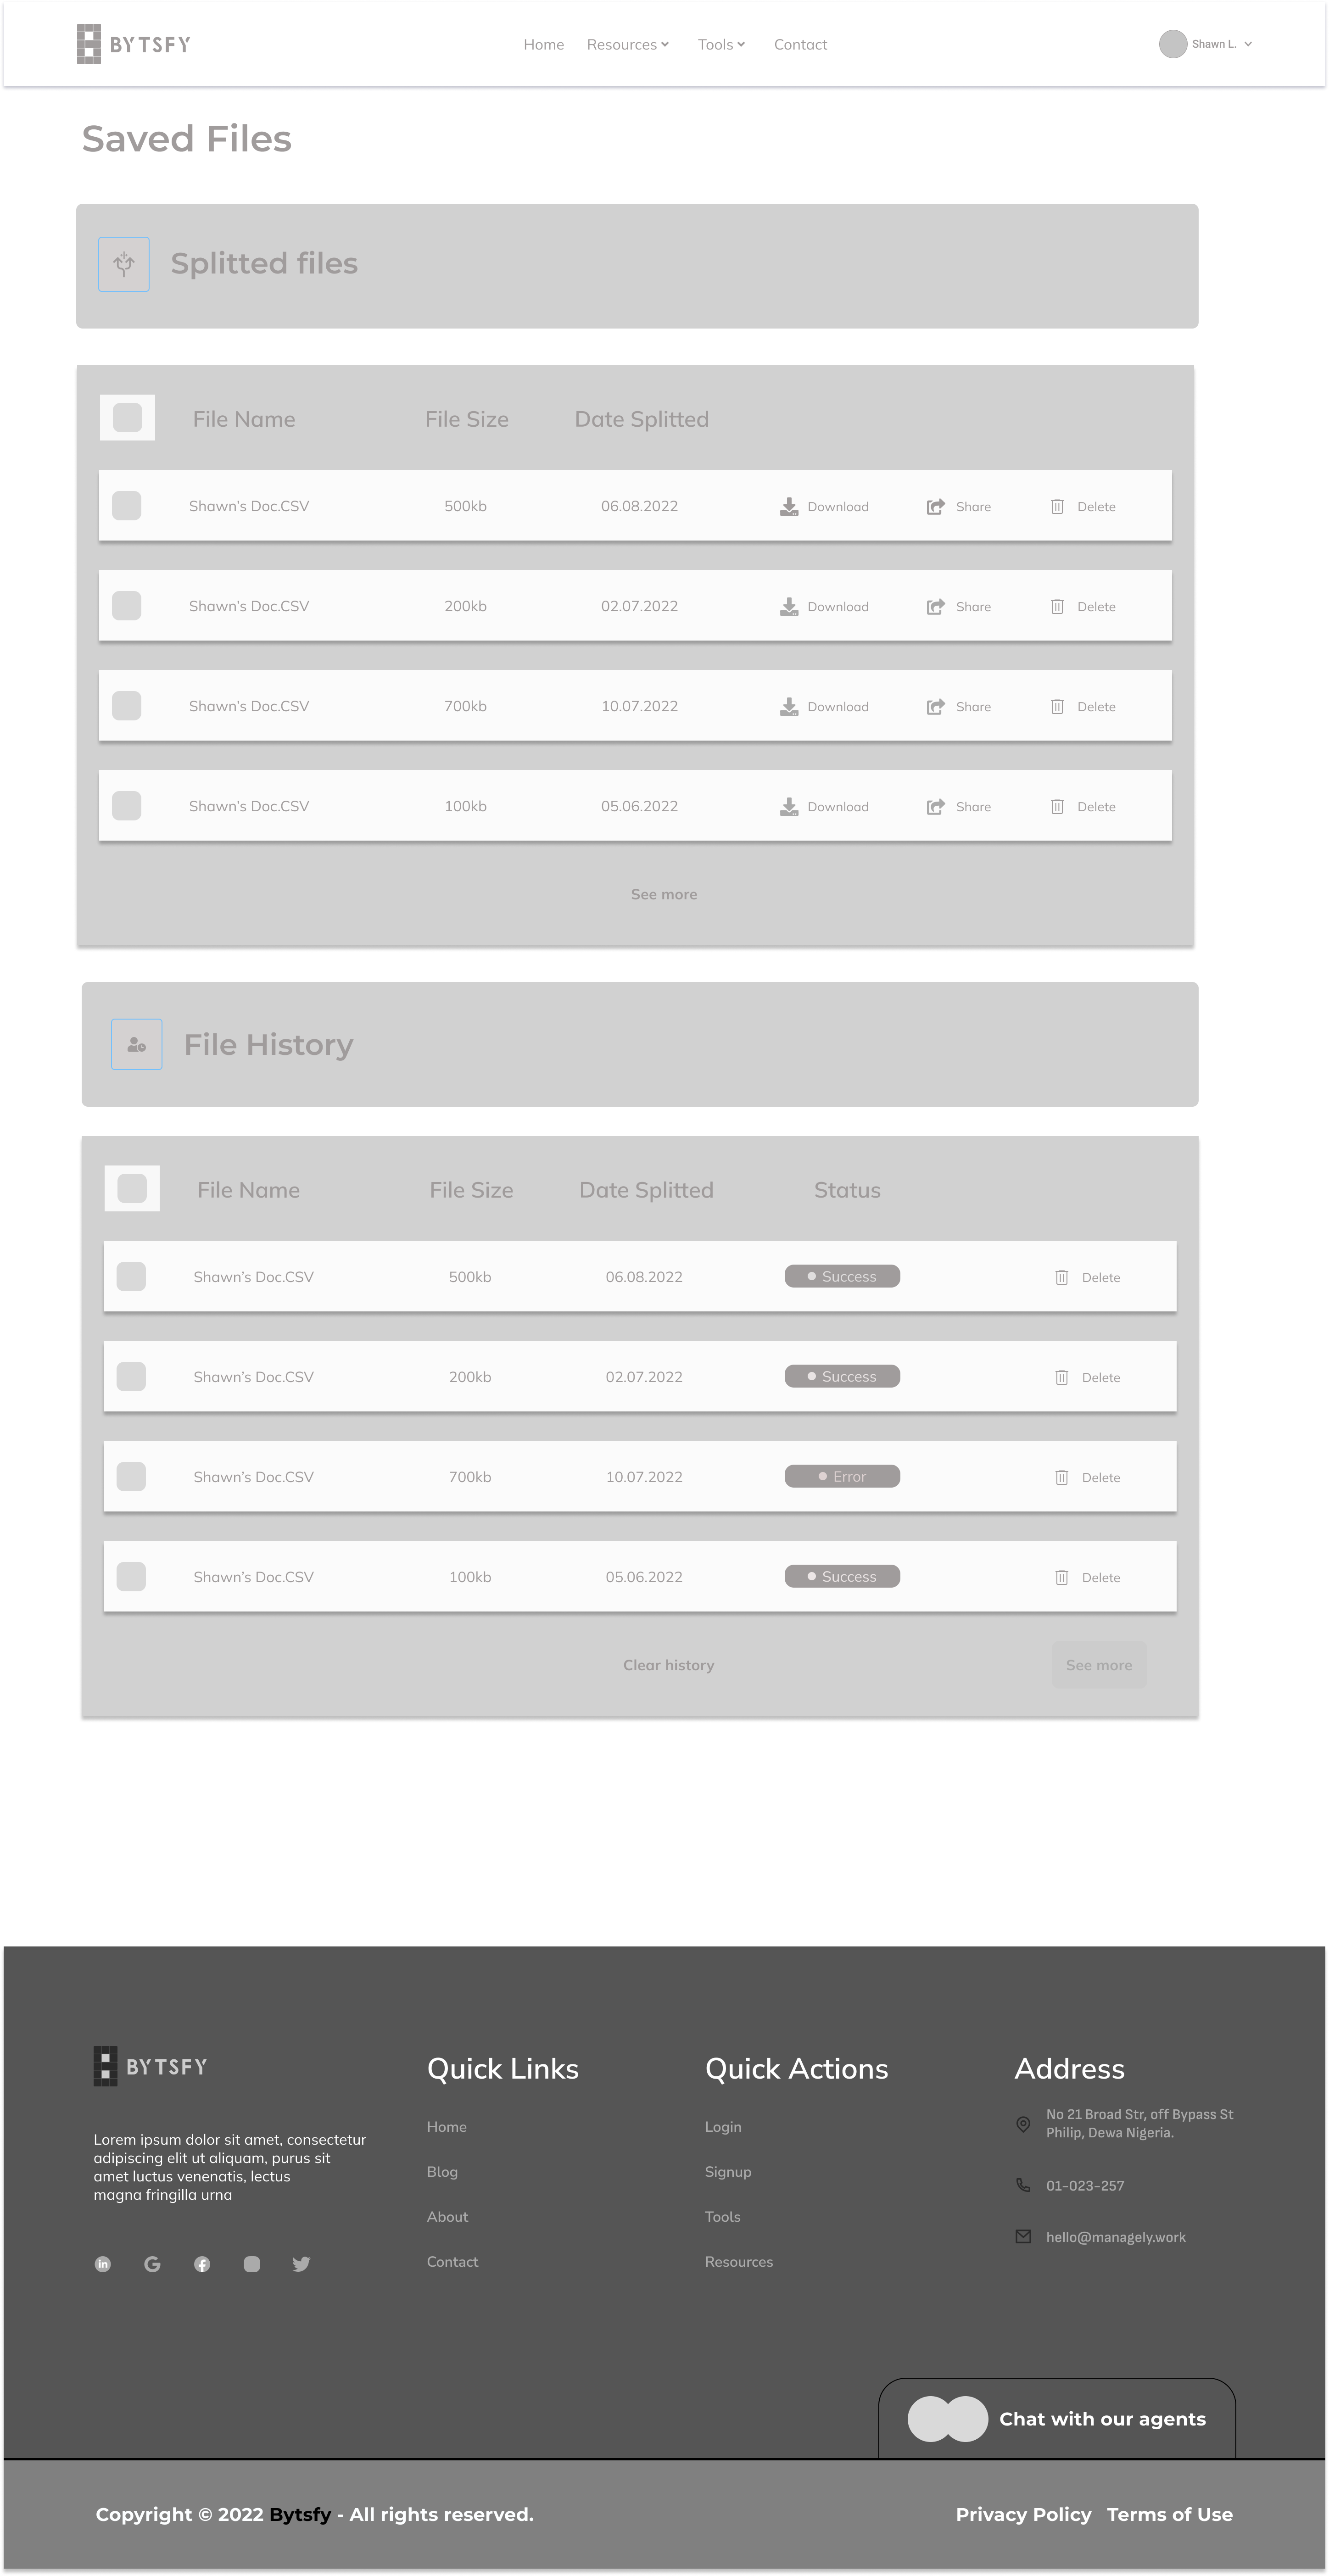 BYTSFY
Home Resources Tools Contact
Shawn L.
Saved Files
Splitted files
File Name File Size Date Splitted
Shawn's Doc.CSV 500kb 06.08.2022 Download Share Delete
Shawn's Doc.CSV 200kb 02.07.2022 Download Share Delete
Shawn's Doc.CSV 700kb 10.07.2022 Download Share Delete
Shawn's Doc.CSV 100kb 05.06.2022 Download Share Delete
See more
File History
File Name File Size Date Splitted Status
Shawn's Doc.CSV 500kb 06.08.2022 Success Delete
Shawn's Doc.CSV 200kb 02.07.2022 Success Delete
Shawn's Doc.CSV 700kb 10.07.2022 Error Delete
Shawn's Doc.CSV 100kb 05.06.2022 Success Delete
Clear history See more
BYTSFY
Lorem ipsum dolor sit amet, consectetur
adipiscing elit ut aliquam, purus sit
amet luctus venenatis, lectus
magna fringilla urna
Quick Links
Home
Blog
About
Contact
Quick Actions
Login
Signup
Tools
Resources
Address
No 21 Broad Str, off Bypass St
Philip, Dewa Nigeria.
01-023-257
hello@managely.work
Chat with our agents
Copyright © 2022 Bytsfy - All rights reserved.
Privacy Policy Terms of Use